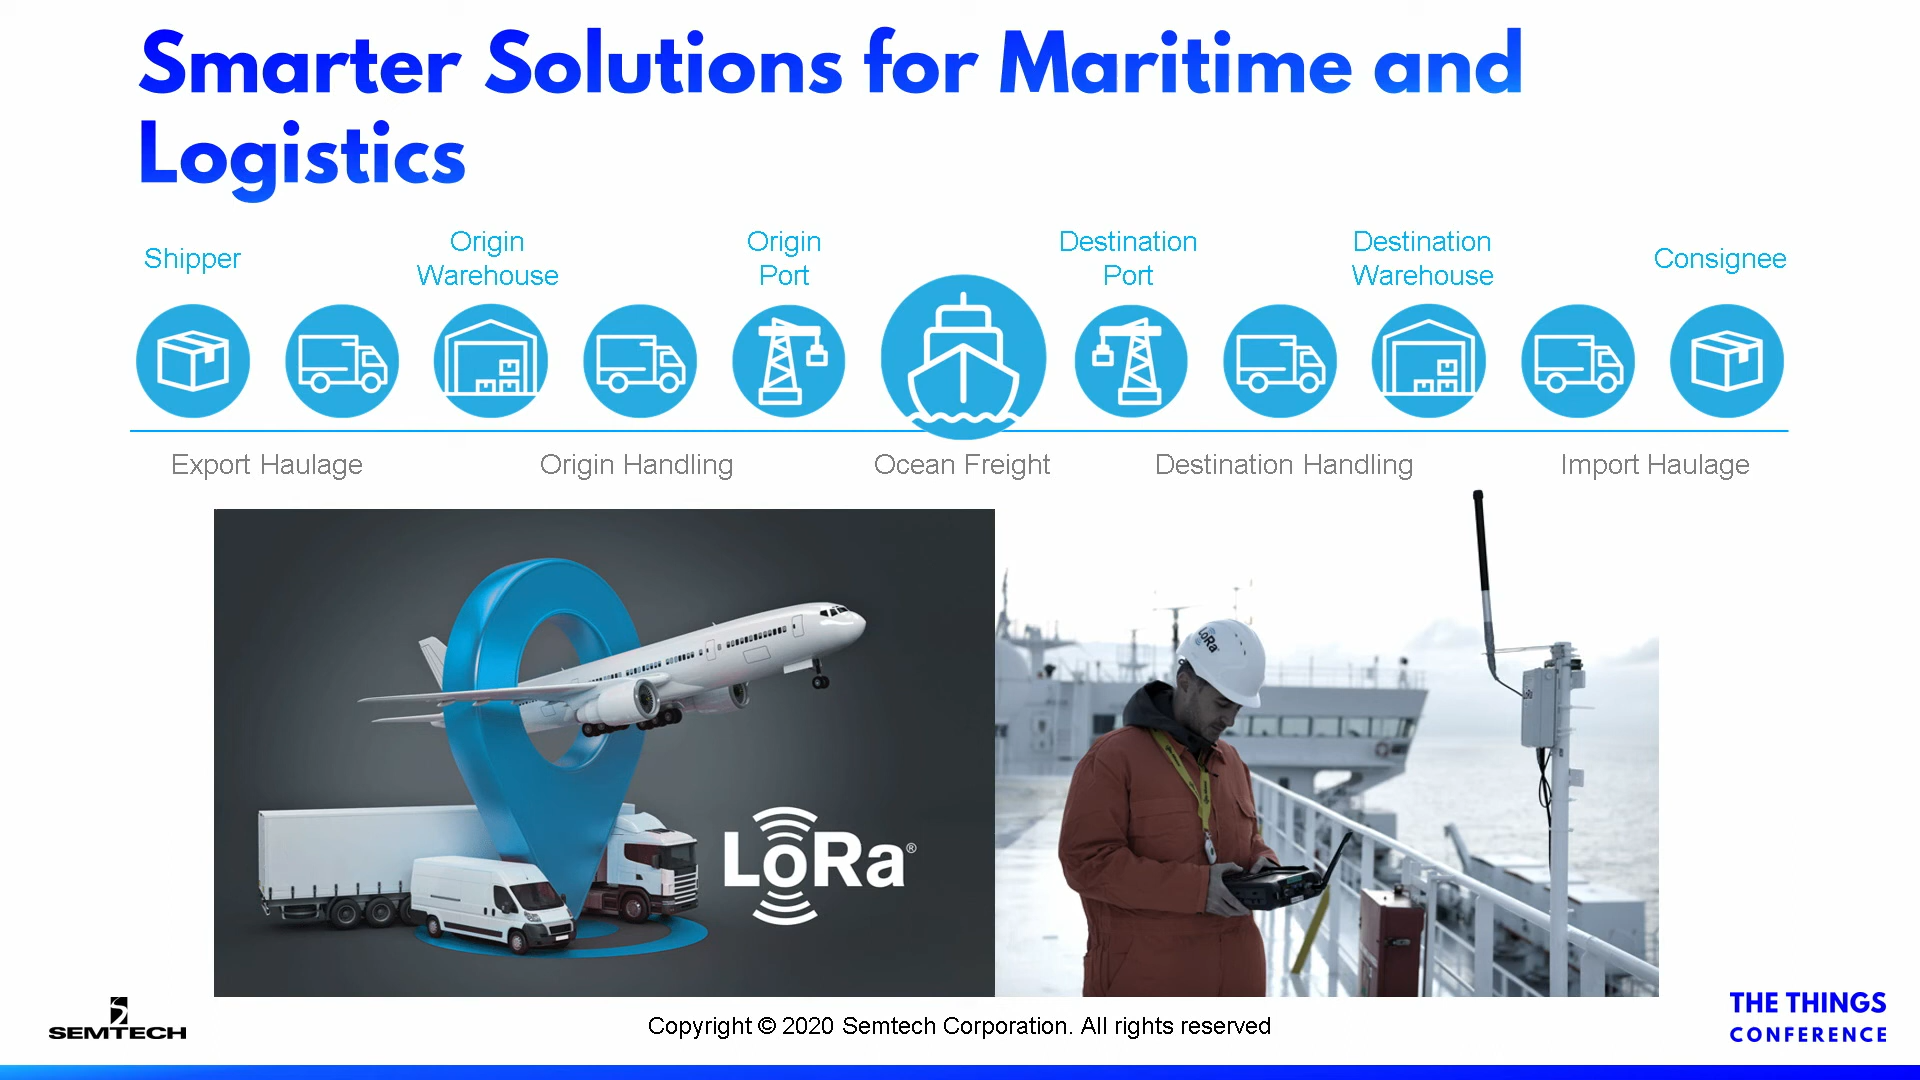 Smarter Solutions for Maritime and
Logistics
Shipper
Origin
Warehouse
Origin
Port
Destination
Port
Destination
Warehouse
Consignee
Export Haulage
Origin Handling
Ocean Freight
Destination Handling
Import Haulage
LoRa®
LoRa
LoRa
SEMTECH
Copyright © 2020 Semtech Corporation. All rights reserved
THE THINGS
CONFERENCE